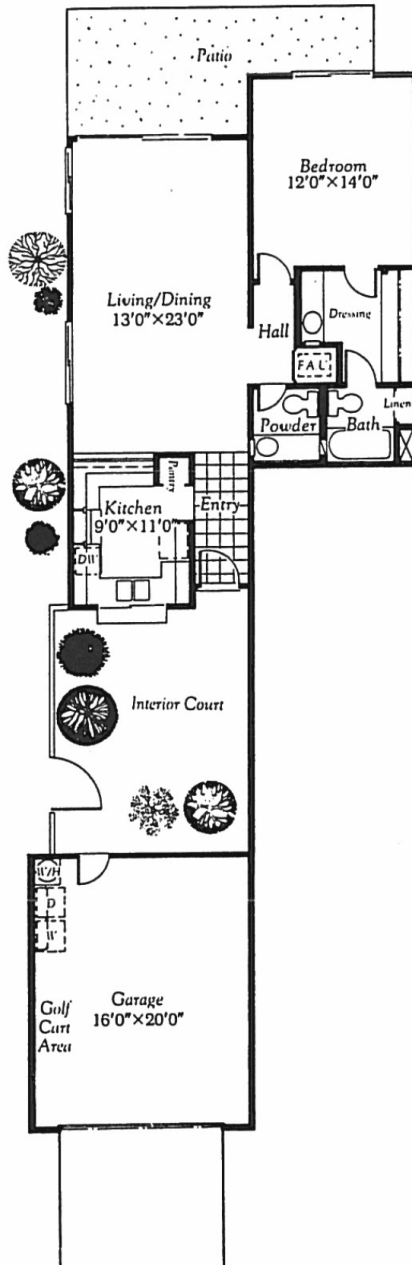 Patio
Bedroom
12'0"×14'0"
Living/Dining
13'0"×23'0"
Hall
Dressing
F A U
Linen
Powder
Bath
Pantry
Kitchen
9'0"×11'0"
Entry
DW
Interior Court
W/H
D
W
Garage
16'0"×20'0"
Golf
Cart
Area